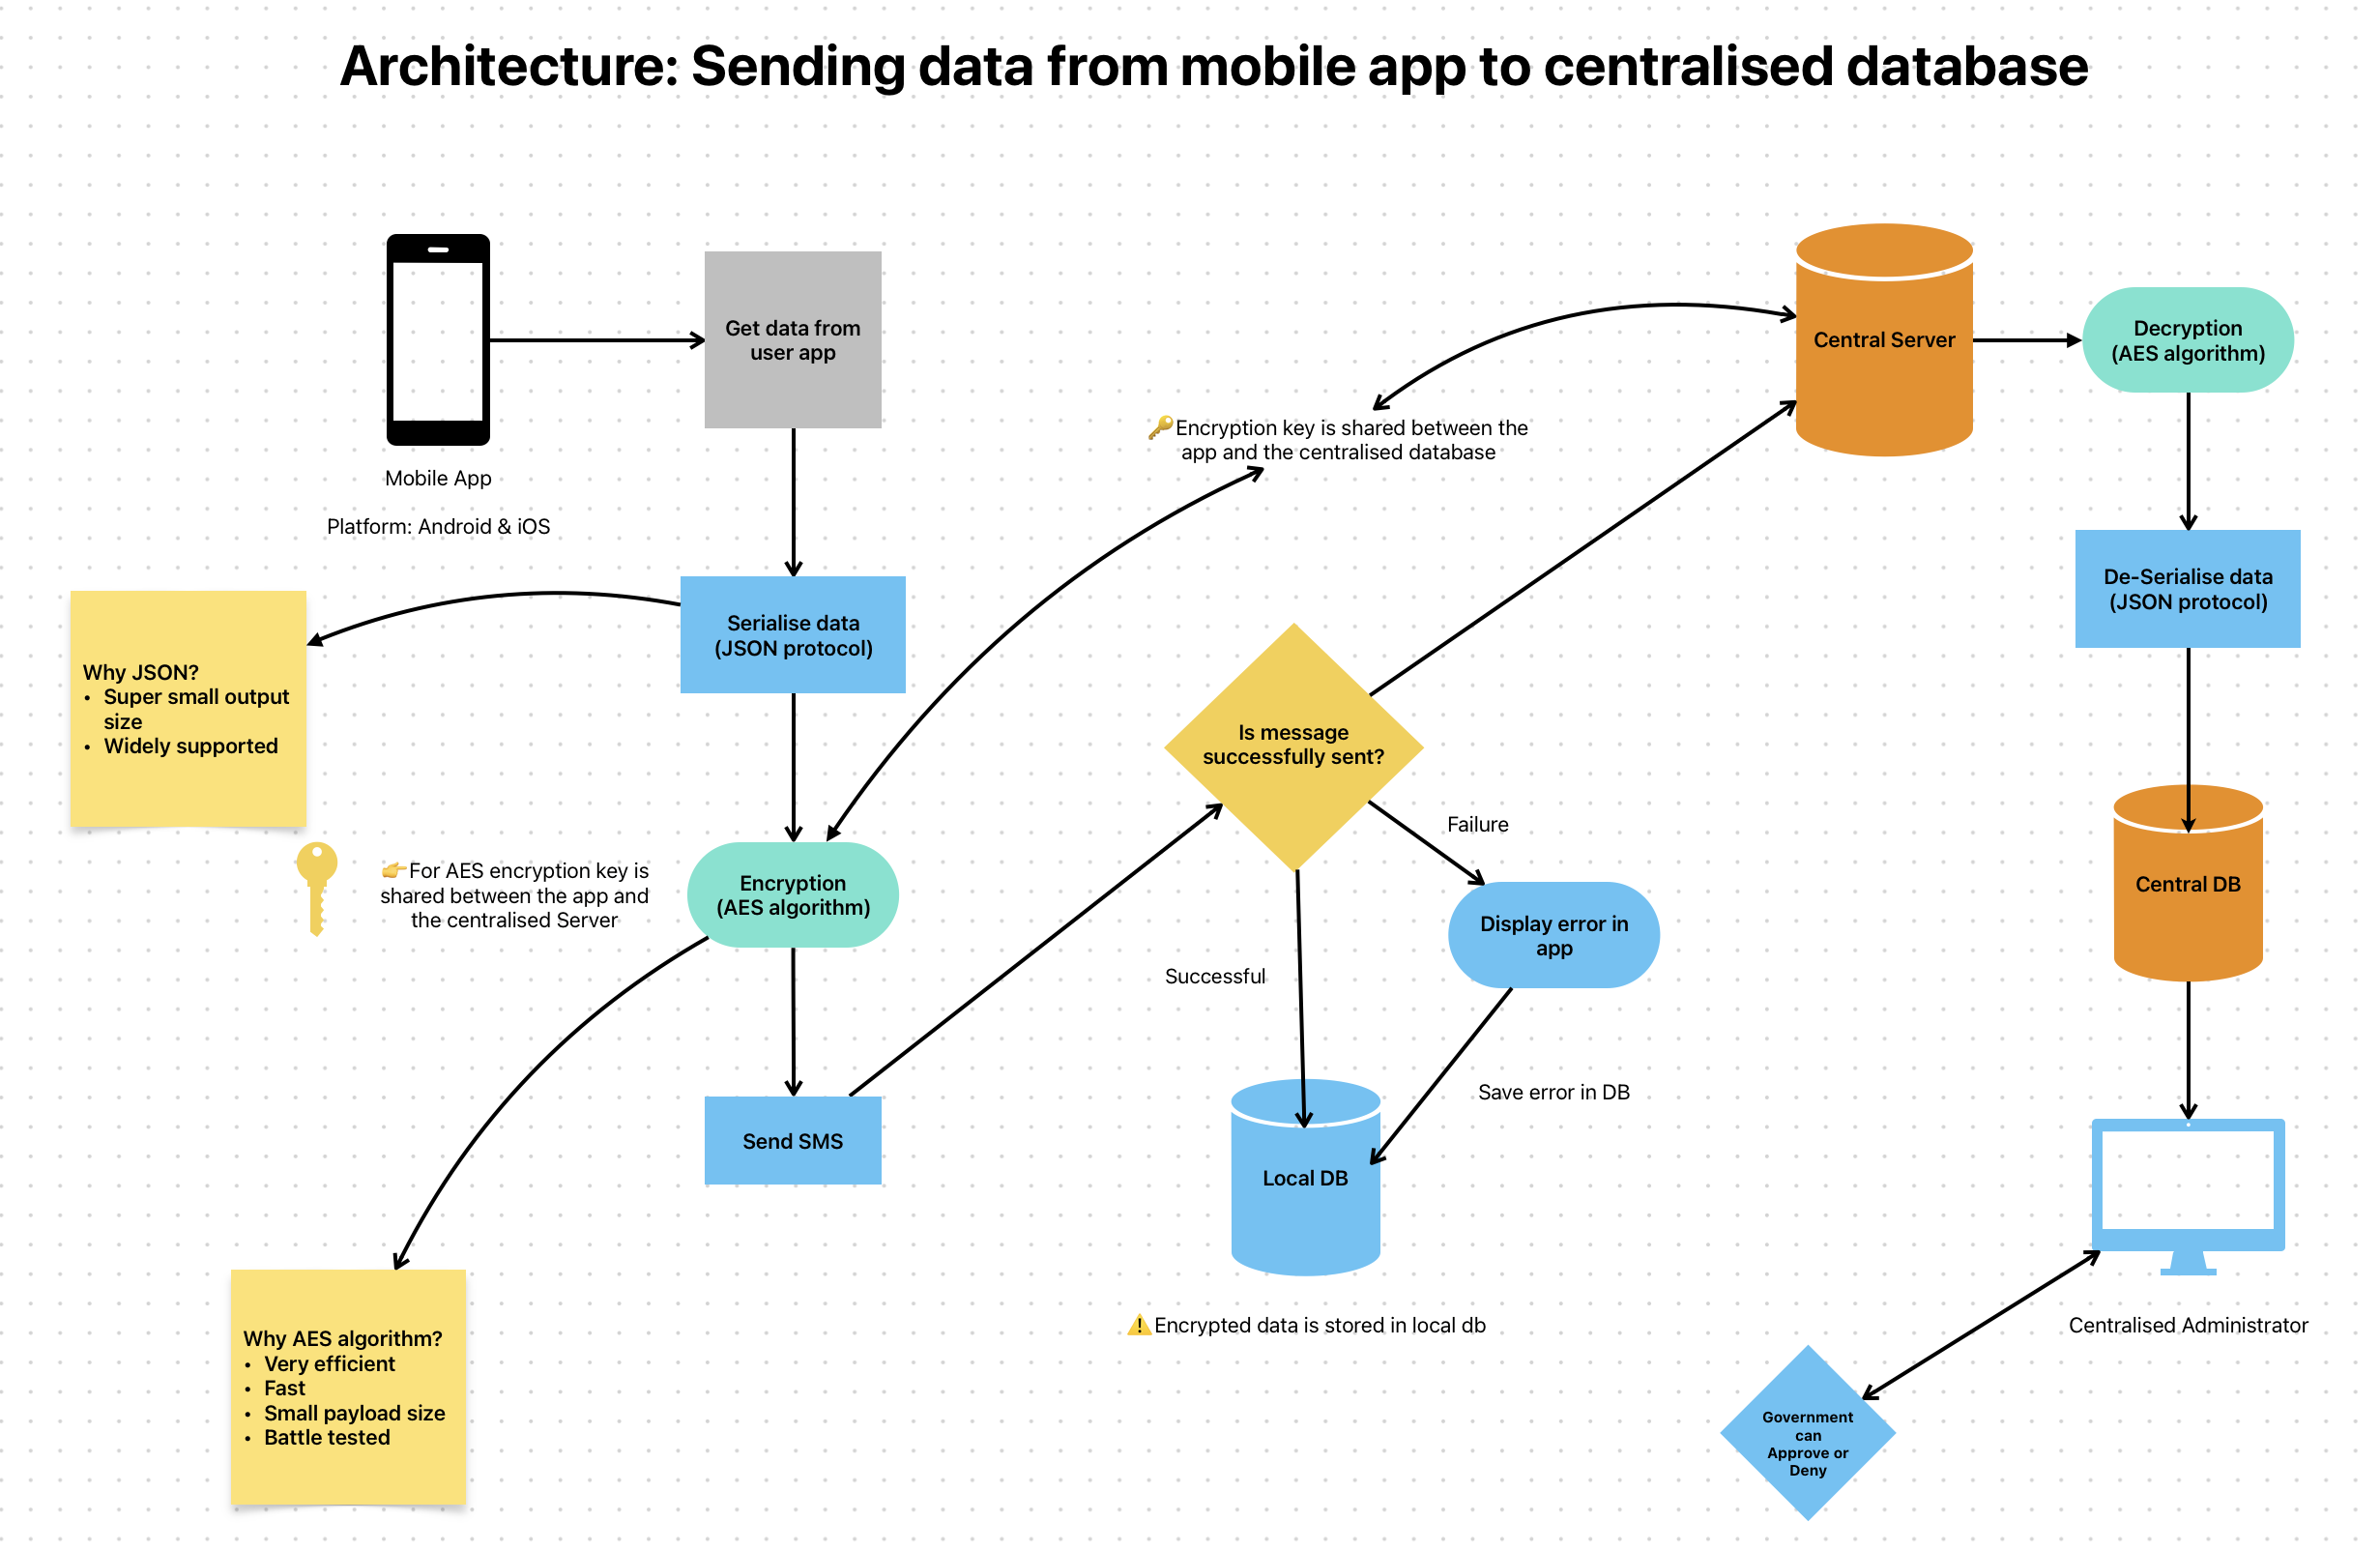 Architecture: Sending data from mobile app to centralised database
Get data from
user app
Mobile App
Platform: Android & iOS
Serialise data
(JSON protocol)
Why JSON?
• Super small output
size
• Widely supported
👉For AES encryption key is
shared between the app and
the centralised Server
Encryption
(AES algorithm)
Send SMS
Why AES algorithm?
• Very efficient
• Fast
• Small payload size
• Battle tested
🔑Encryption key is shared between the
app and the centralised database
Is message
successfully sent?
Failure
Display error in
app
Successful
Save error in DB
Local DB
⚠️Encrypted data is stored in local db
Central Server
Decryption
(AES algorithm)
De-Serialise data
(JSON protocol)
Central DB
Centralised Administrator
Government
can
Approve or
Deny